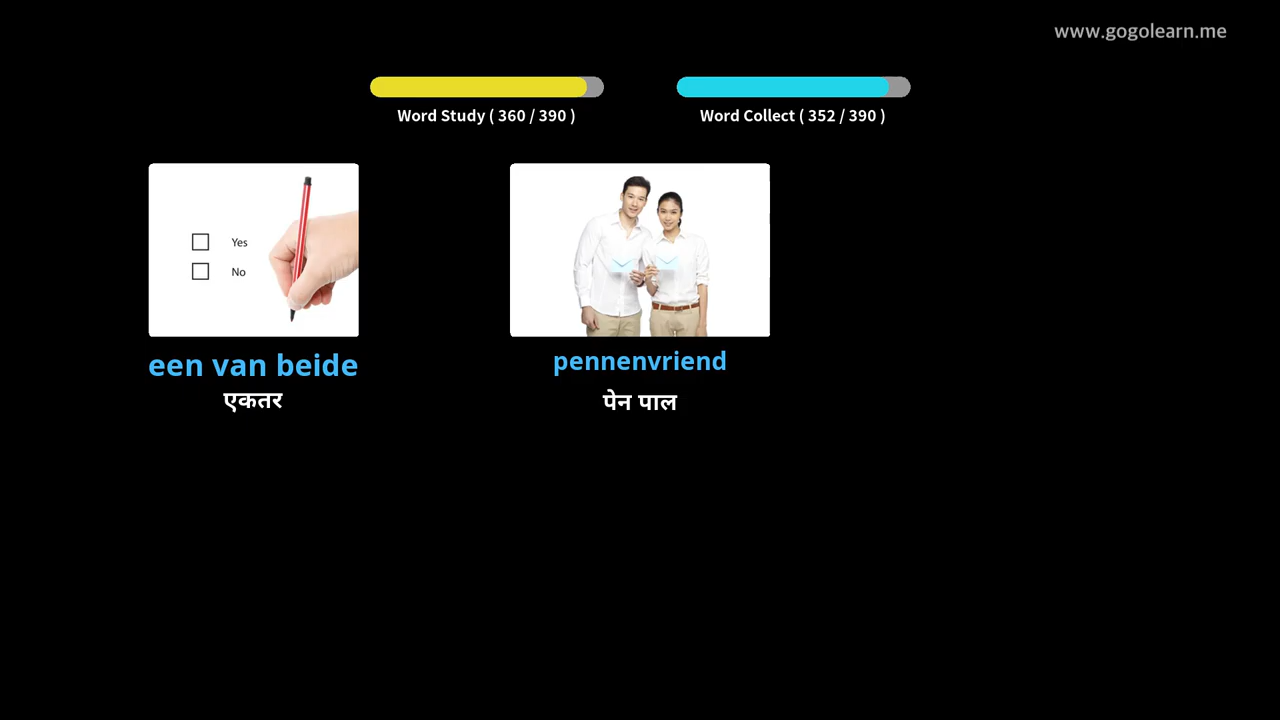 www.gogolearn.me
Word Study ( 360 / 390 )
Word Collect ( 352 / 390 )
Yes
No
een van beide
एकतर
pennenvriend
पेन पाल